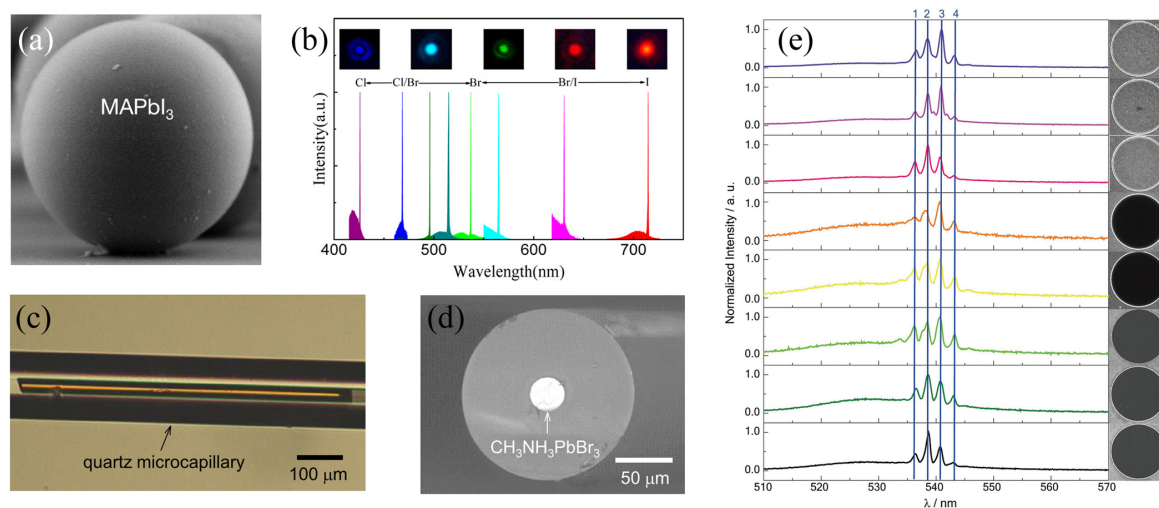 (a)
MAPbI3
(b)
Intensity(a.u.)
Cl
Cl/Br
Br
Br/I
I
400
500
600
700
Wavelength(nm)
(c)
quartz microcapillary
100 μm
(d)
CH3NH3PbBr3
50 μm
(e)
1 2 3 4
Normalized Intensity / a. u.
1.0
0.0
1.0
0.0
1.0
0.0
1.0
0.0
1.0
0.0
1.0
0.0
1.0
0.0
1.0
0.0
510 520 530 540 550 560 570
λ / nm